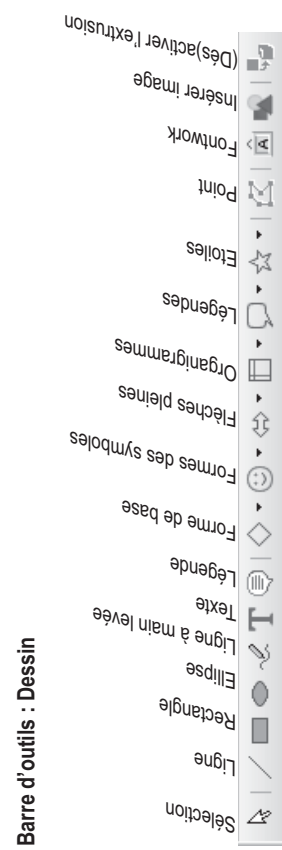 Barre d'outils : Dessin
Sélection
Ligne
Rectangle
Ellipse
Ligne à main levée
Texte
Légende
Forme de base
Formes des symboles
Flèches pleines
Organigrammes
Légendes
Etoiles
Point
Fontwork
Insérer image
(Dés)activer l'extrusion